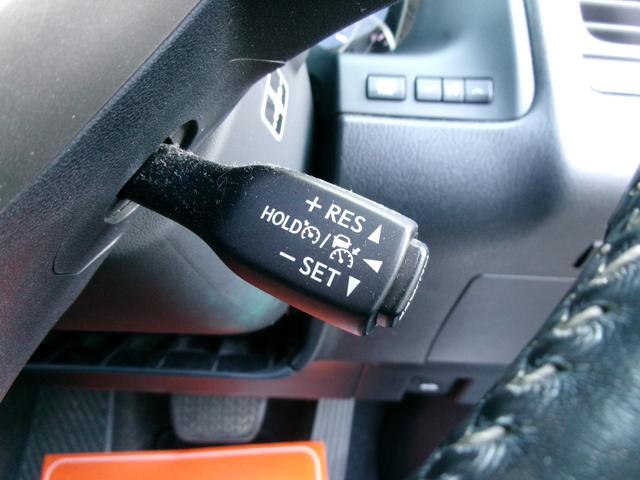 + RES
HOLD /
- SET